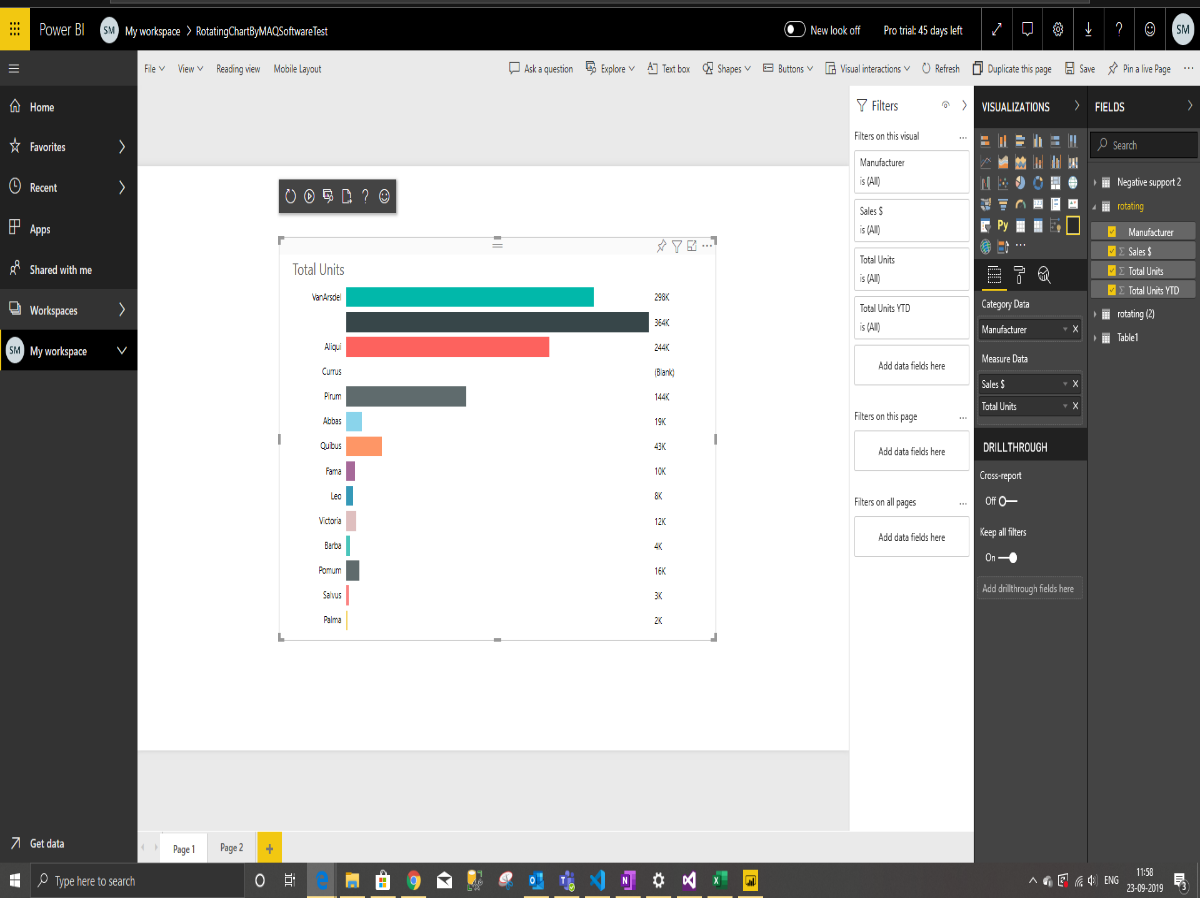 Power BI
SM
My workspace > RotatingChartByMAQSoftwareTest
New look off
Pro trial: 45 days left
SM
File
View
Reading view
Mobile Layout
Ask a question
Explore
Text box
Shapes
Buttons
Visual interactions
Refresh
Duplicate this page
Save
Pin a live Page
Home
Favorites
Recent
Apps
Shared with me
Workspaces
SM
My workspace
Get data
Total Units
VanArsdel 298K
364K
Aliqui 244K
Currus (Blank)
Pirum 144K
Abbas 19K
Quibus 43K
Fama 10K
Leo 8K
Victoria 12K
Barba 4K
Pomum 16K
Salvus 3K
Palma 2K
Filters
Filters on this visual
Manufacturer
is (All)
Sales $
is (All)
Total Units
is (All)
Total Units YTD
is (All)
Add data fields here
Filters on this page
Add data fields here
Filters on all pages
Add data fields here
VISUALIZATIONS
Py
Category Data
Manufacturer
Measure Data
Sales $
Total Units
DRILLTHROUGH
Cross-report
Off
Keep all filters
On
Add drillthrough fields here
FIELDS
Search
Negative support 2
rotating
Manufacturer
Σ Sales $
Σ Total Units
Σ Total Units YTD
rotating (2)
Table1
Page 1
Page 2
+
Type here to search
ENG
11:58
23-09-2019
3